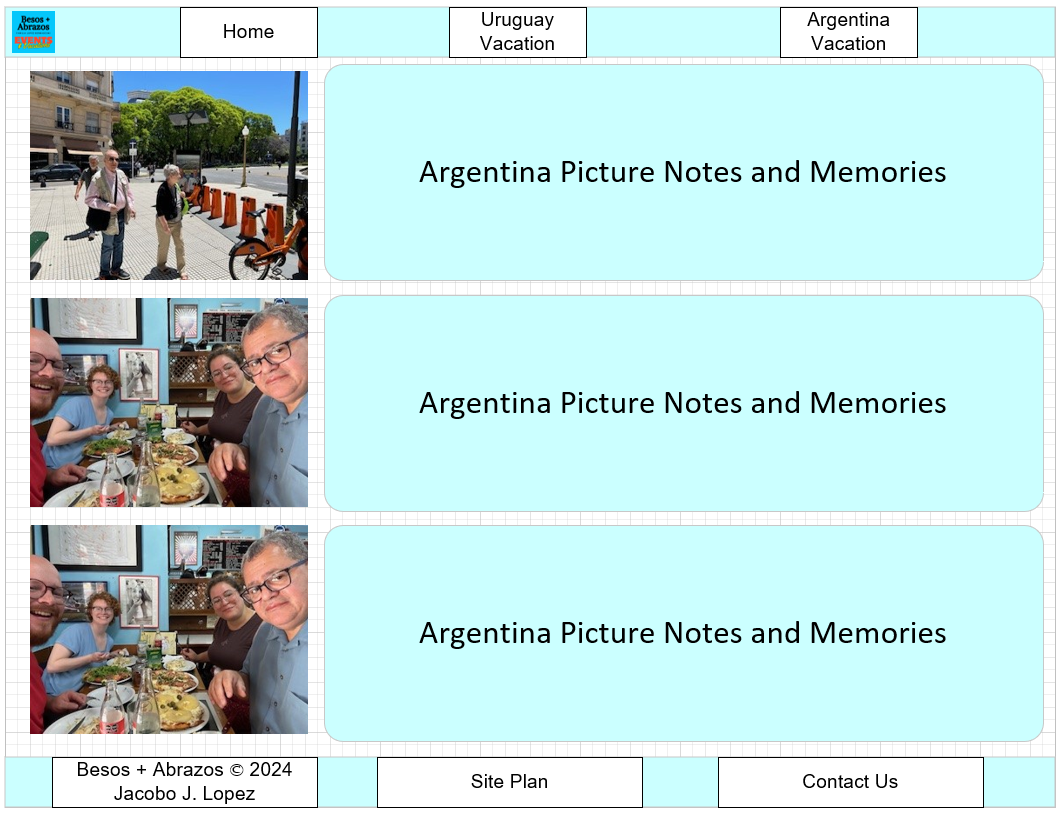 Besos +
Abrazos
EVENTS
Home
Uruguay
Vacation
Argentina
Vacation
Argentina Picture Notes and Memories
Argentina Picture Notes and Memories
Argentina Picture Notes and Memories
Besos + Abrazos © 2024
Jacobo J. Lopez
Site Plan
Contact Us